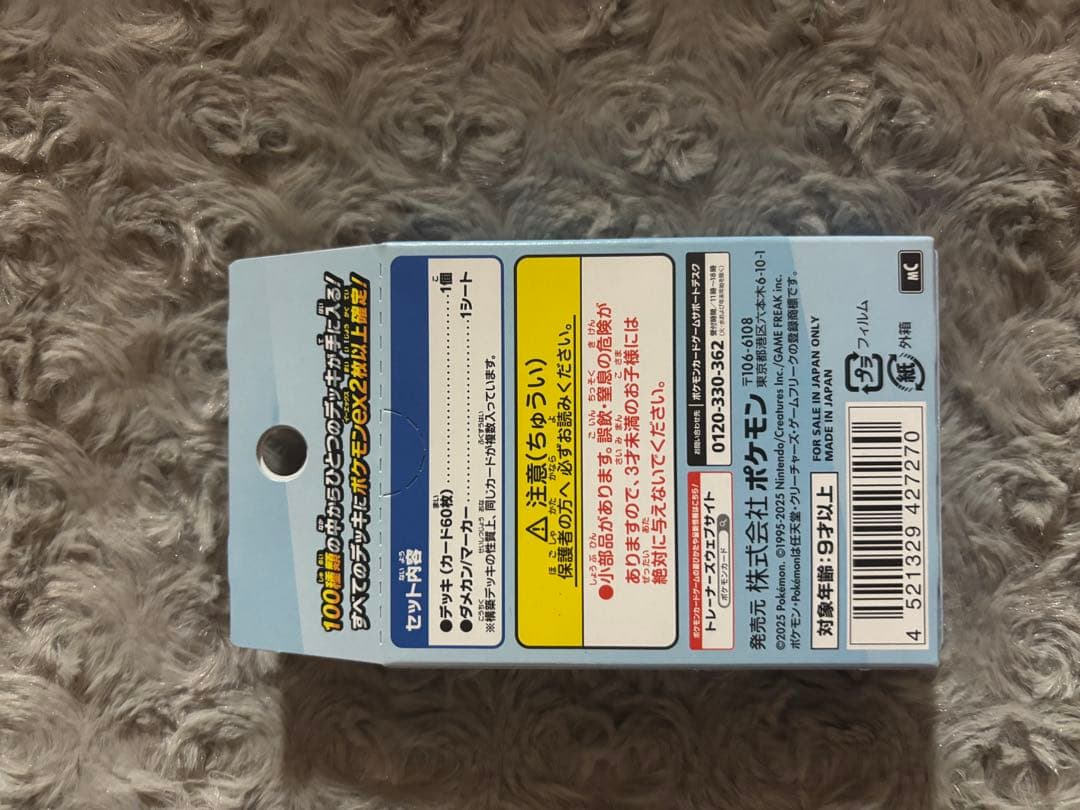 100種類の中からひとつのデッキが手に入る!
すべてのデッキにポケモンex2枚以上確定!
セット内容
●デッキ(カード60枚)……………………1個
●ダメカン/マーカー……………………1シート
※構築デッキの性質上、同じカードが複数入っています。
⚠ 注意(ちゅうい)
保護者の方へ 必ずお読みください。
●小部品があります。誤飲・窒息の危険が
ありますので、3才未満のお子様には
絶対に与えないでください。
ポケモンカードゲームの遊びかたや最新情報はこちら!
トレーナーズウェブサイト
ポケモンカード
お問い合わせ先 ポケモンカードゲームサポートデスク
0120-330-362 受付時間/11時~18時
発売元 株式会社ポケモン 〒106-6108
東京都港区六本木6-10-1
©2025 Pokémon. ©1995-2025 Nintendo/Creatures Inc./GAME FREAK inc.
ポケモン・Pokémonは任天堂・クリーチャーズ・ゲームフリークの登録商標です。
対象年齢 9才以上
FOR SALE IN JAPAN ONLY
MADE IN JAPAN
4 521329 427270
プラ フィルム
紙 外箱
MC